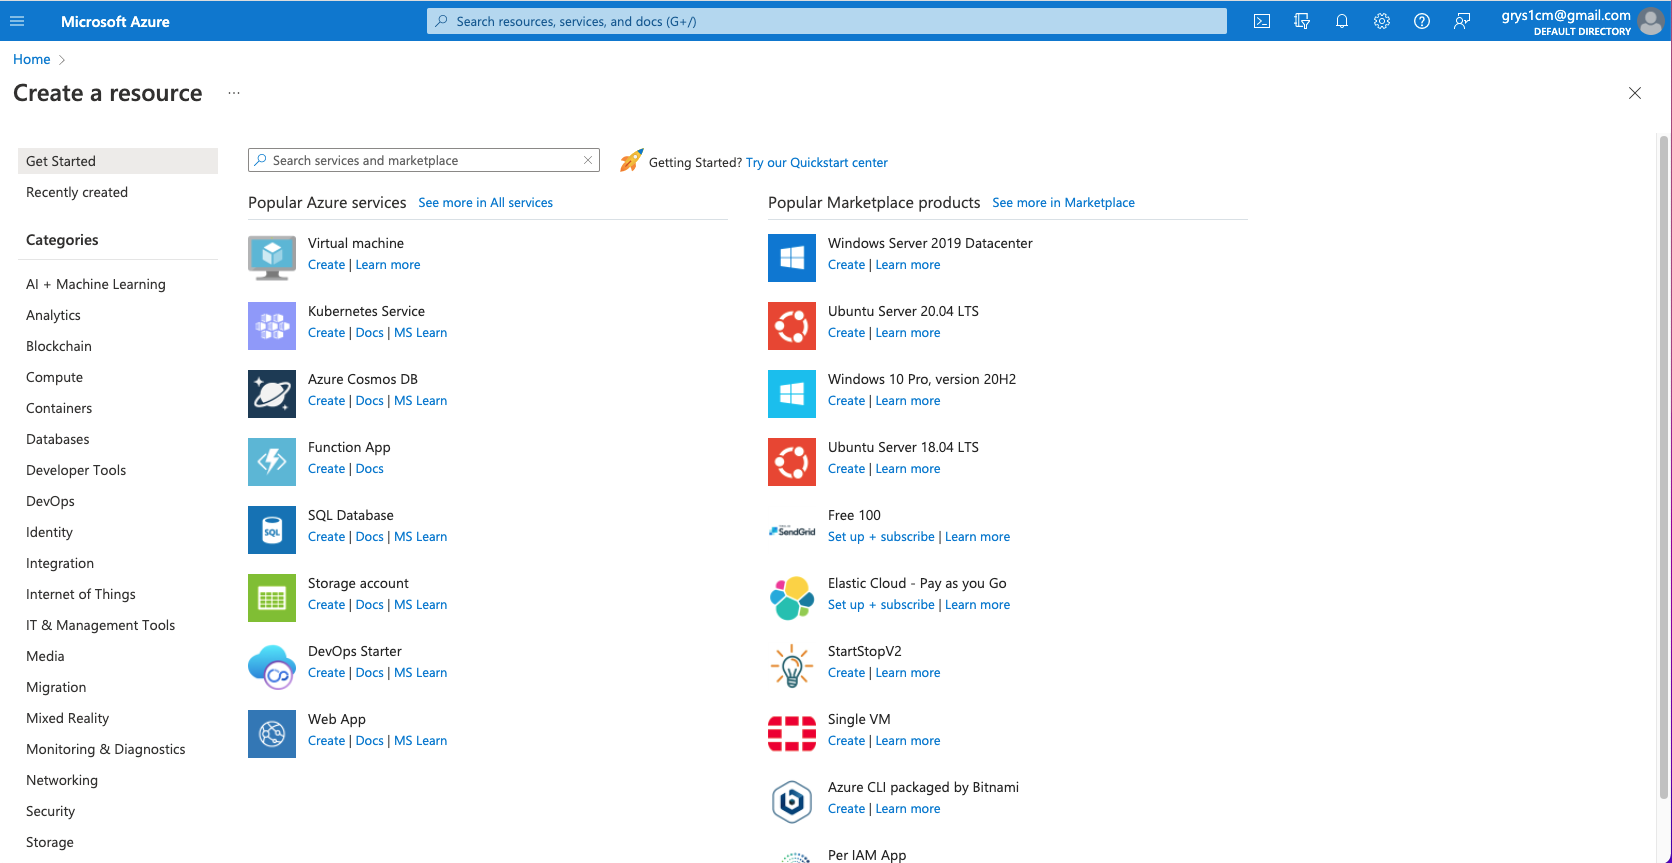 Microsoft Azure
Search resources, services, and docs (G+/)
grys1cm@gmail.com
DEFAULT DIRECTORY
Home
Create a resource
Get Started
Recently created
Categories
AI + Machine Learning
Analytics
Blockchain
Compute
Containers
Databases
Developer Tools
DevOps
Identity
Integration
Internet of Things
IT & Management Tools
Media
Migration
Mixed Reality
Monitoring & Diagnostics
Networking
Security
Storage
Search services and marketplace
Getting Started? Try our Quickstart center
Popular Azure services See more in All services
Virtual machine
Create | Learn more
Kubernetes Service
Create | Docs | MS Learn
Azure Cosmos DB
Create | Docs | MS Learn
Function App
Create | Docs
SQL
SQL Database
Create | Docs | MS Learn
Storage account
Create | Docs | MS Learn
DevOps Starter
Create | Docs | MS Learn
Web App
Create | Docs | MS Learn
Popular Marketplace products See more in Marketplace
Windows Server 2019 Datacenter
Create | Learn more
Ubuntu Server 20.04 LTS
Create | Learn more
Windows 10 Pro, version 20H2
Create | Learn more
Ubuntu Server 18.04 LTS
Create | Learn more
SendGrid
Free 100
Set up + subscribe | Learn more
Elastic Cloud - Pay as you Go
Set up + subscribe | Learn more
StartStopV2
Create | Learn more
Single VM
Create | Learn more
Azure CLI packaged by Bitnami
Create | Learn more
Per IAM App